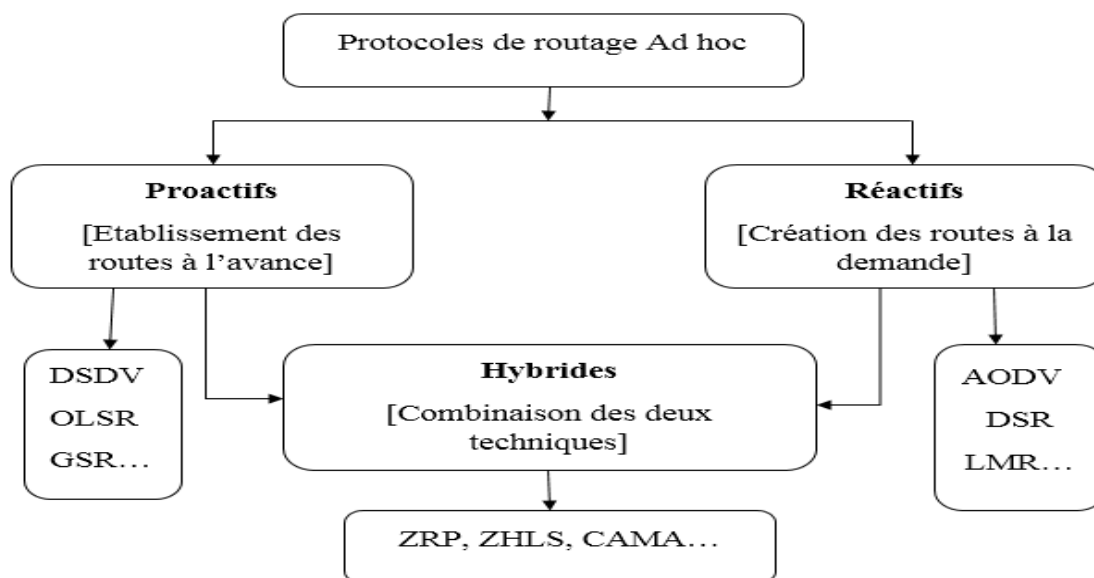 Protocoles de routage Ad hoc
Proactifs
[Etablissement des
routes à l’avance]
Réactifs
[Création des routes à la
demande]
DSDV
OLSR
GSR…
Hybrides
[Combinaison des deux
techniques]
AODV
DSR
LMR…
ZRP, ZHLS, CAMA…